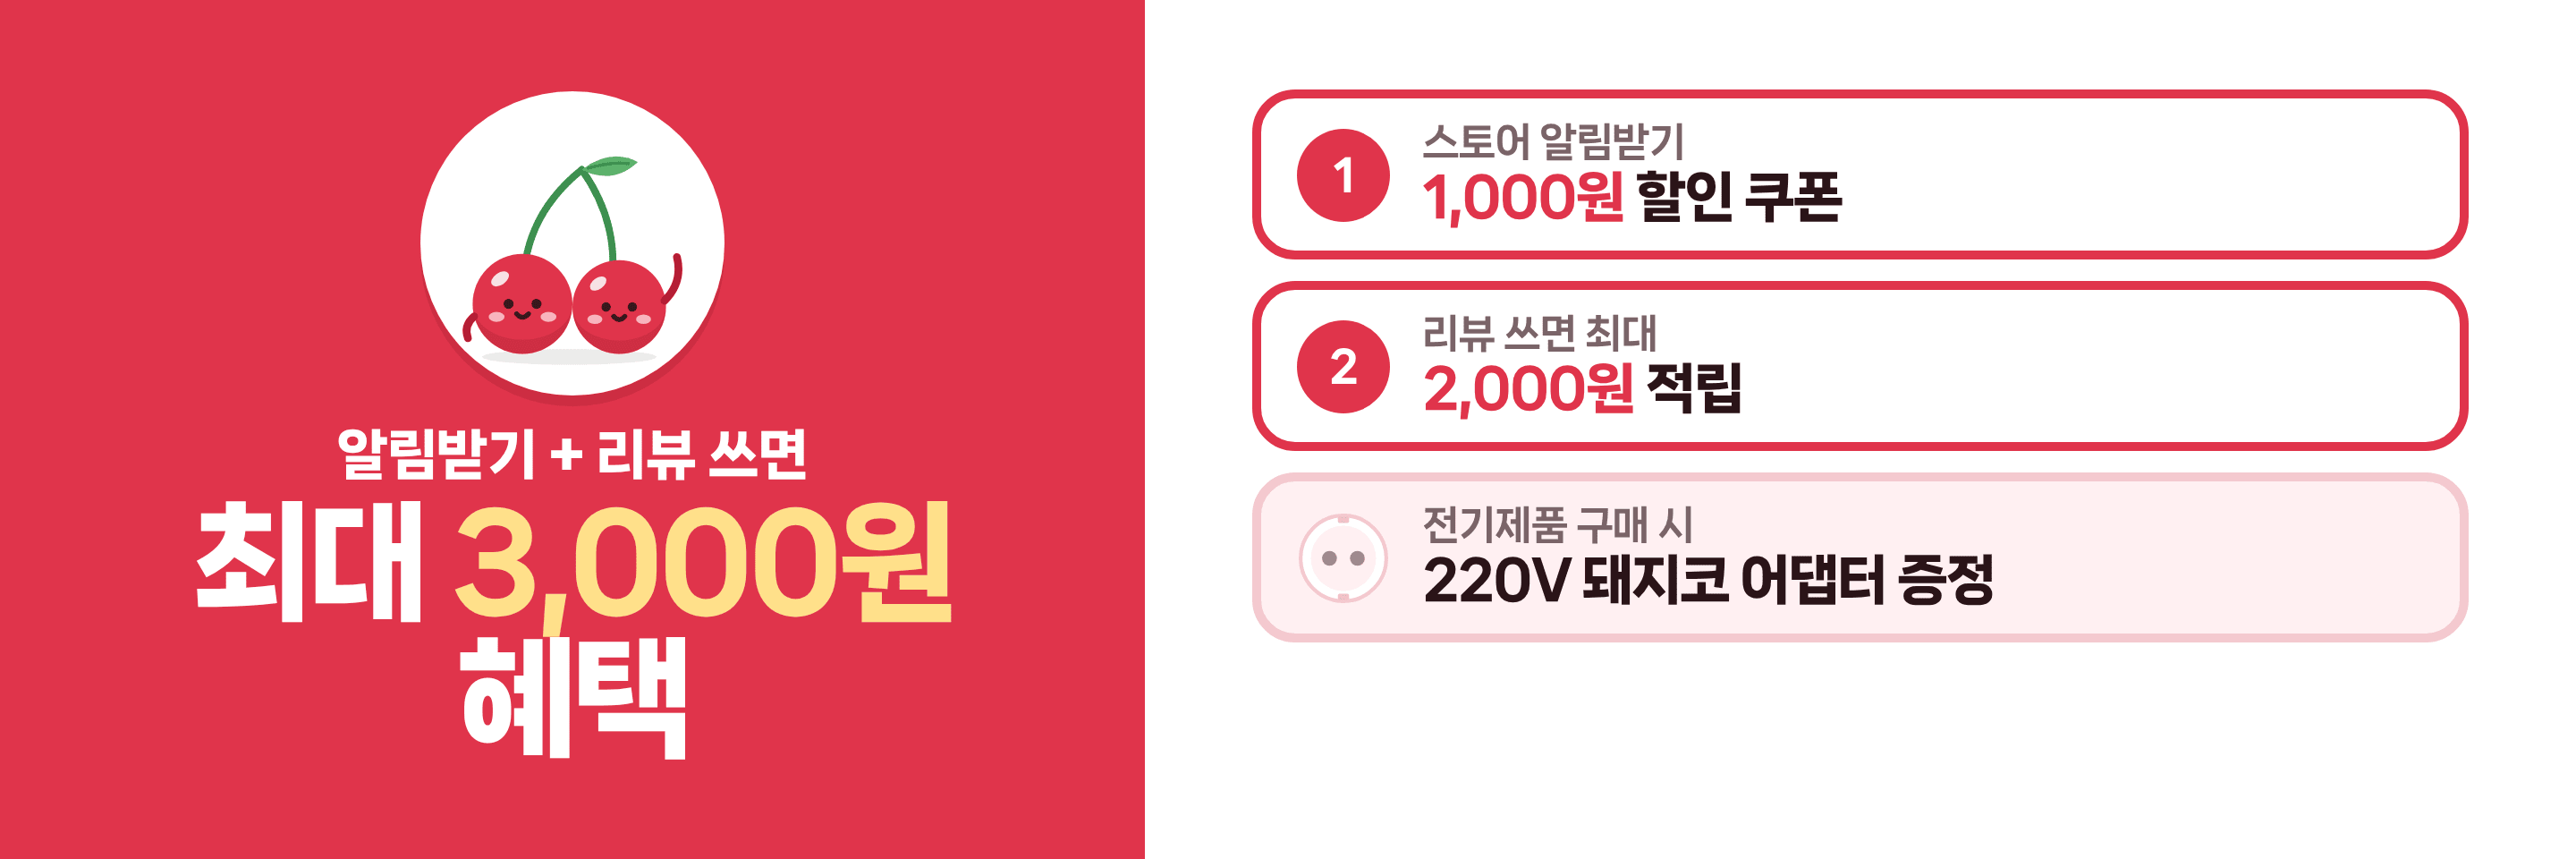 알림받기 + 리뷰 쓰면
최대 3,000원
혜택
1
스토어 알림받기
1,000원 할인 쿠폰
2
리뷰 쓰면 최대
2,000원 적립
전기제품 구매 시
220V 돼지코 어댑터 증정